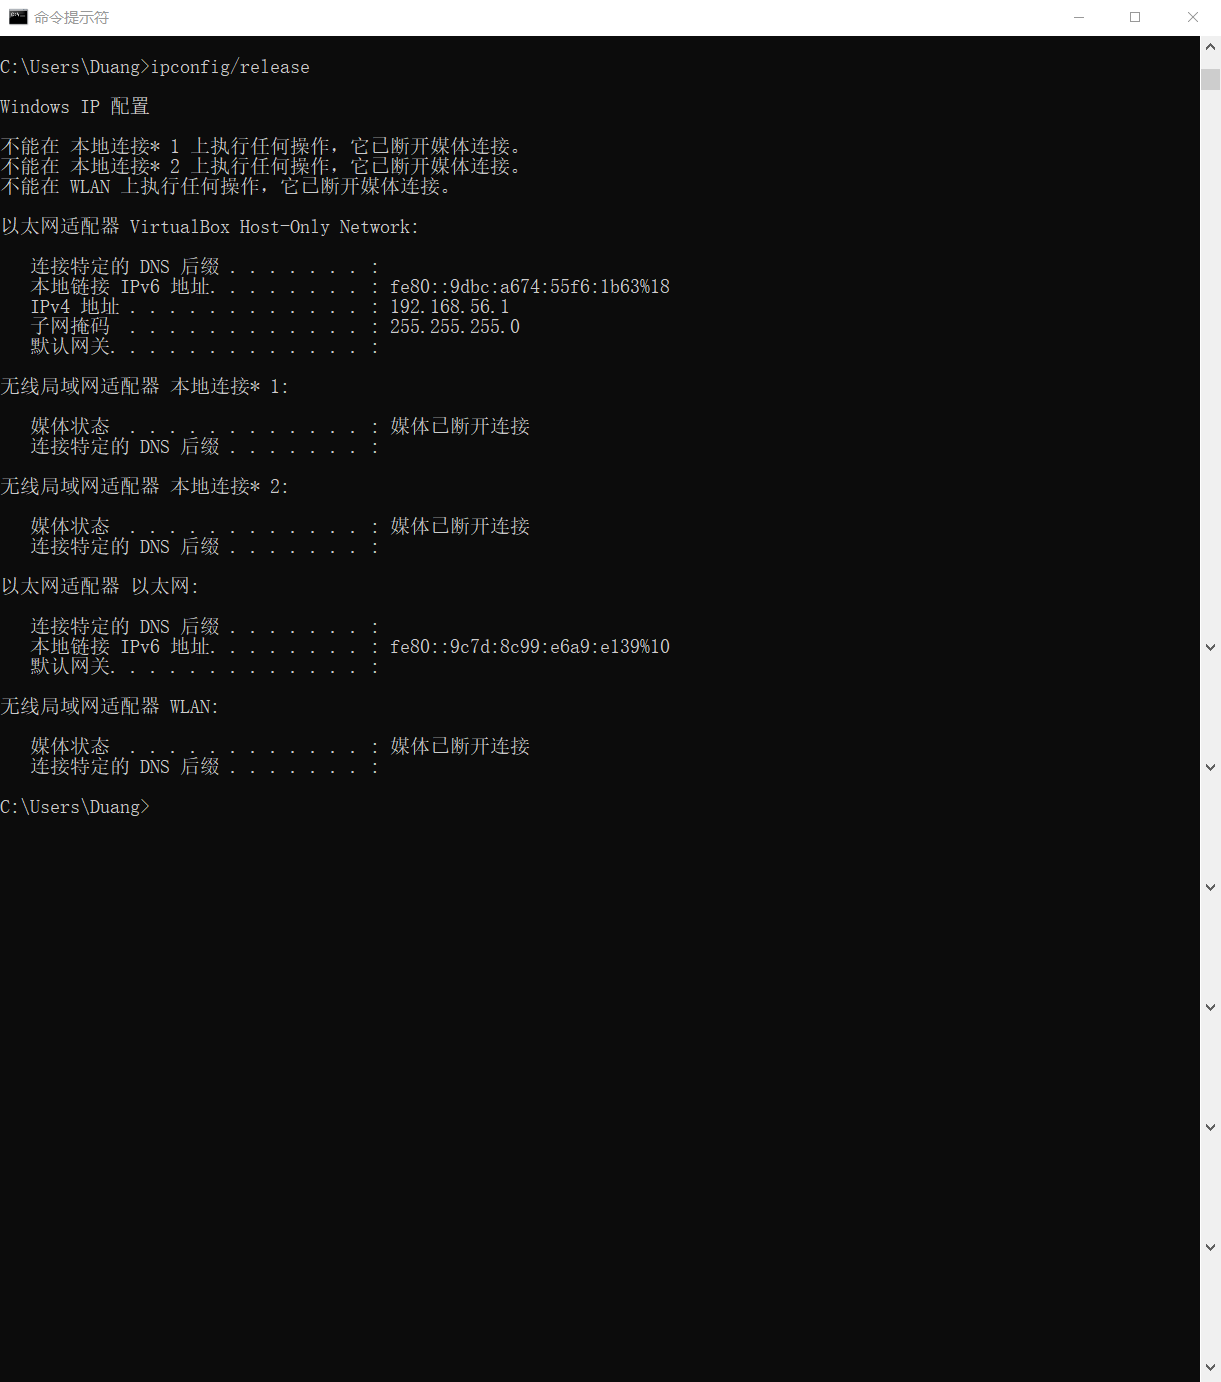 命令提示符
C:\Users\Duang>ipconfig/release
Windows IP 配置
不能在 本地连接* 1 上执行任何操作，它已断开媒体连接。
不能在 本地连接* 2 上执行任何操作，它已断开媒体连接。
不能在 WLAN 上执行任何操作，它已断开媒体连接。
以太网适配器 VirtualBox Host-Only Network:
连接特定的 DNS 后缀 . . . . . . . :
本地链接 IPv6 地址. . . . . . . . : fe80::9dbc:a674:55f6:1b63%18
IPv4 地址 . . . . . . . . . . . . : 192.168.56.1
子网掩码  . . . . . . . . . . . . : 255.255.255.0
默认网关. . . . . . . . . . . . . :
无线局域网适配器 本地连接* 1:
媒体状态  . . . . . . . . . . . . : 媒体已断开连接
连接特定的 DNS 后缀 . . . . . . . :
无线局域网适配器 本地连接* 2:
媒体状态  . . . . . . . . . . . . : 媒体已断开连接
连接特定的 DNS 后缀 . . . . . . . :
以太网适配器 以太网:
连接特定的 DNS 后缀 . . . . . . . :
本地链接 IPv6 地址. . . . . . . . : fe80::9c7d:8c99:e6a9:e139%10
默认网关. . . . . . . . . . . . . :
无线局域网适配器 WLAN:
媒体状态  . . . . . . . . . . . . : 媒体已断开连接
连接特定的 DNS 后缀 . . . . . . . :
C:\Users\Duang>